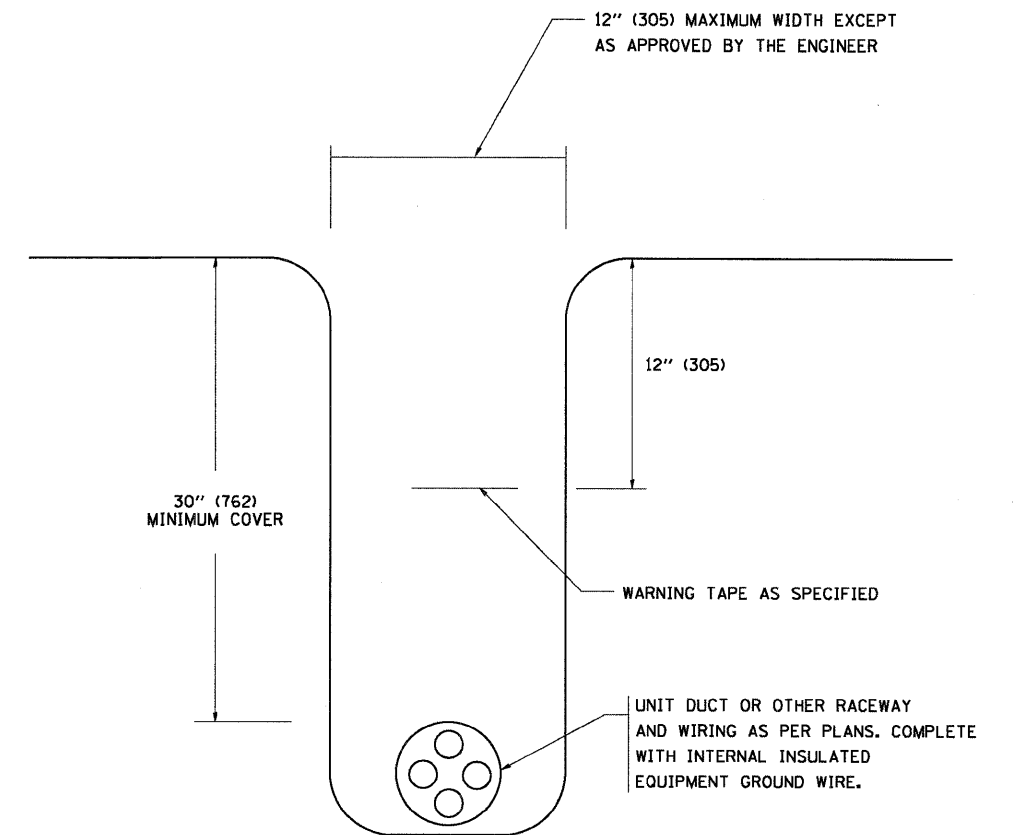 12" (305) MAXIMUM WIDTH EXCEPT
AS APPROVED BY THE ENGINEER
12" (305)
30" (762)
MINIMUM COVER
WARNING TAPE AS SPECIFIED
UNIT DUCT OR OTHER RACEWAY
AND WIRING AS PER PLANS. COMPLETE
WITH INTERNAL INSULATED
EQUIPMENT GROUND WIRE.